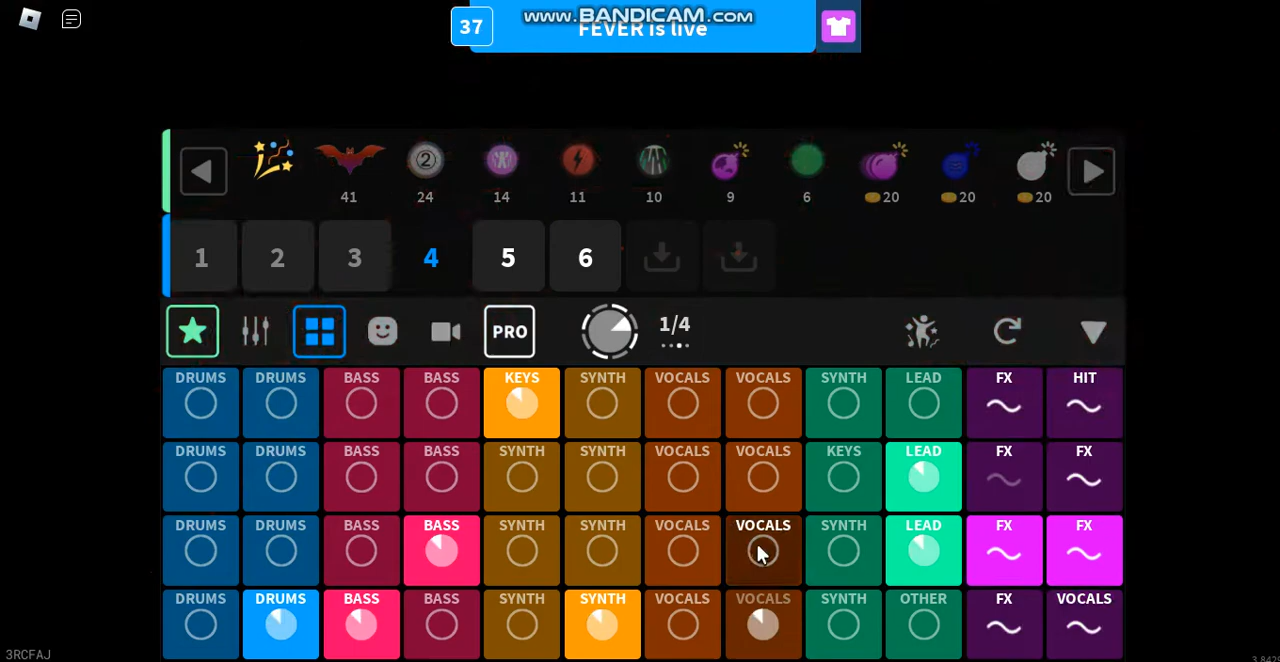 www.BANDICAM.com
37
FEVER is live
2
41 24 14 11 10 9 6 20 20 20
1 2 3 4 5 6
PRO 1/4
DRUMS DRUMS BASS BASS KEYS SYNTH VOCALS VOCALS SYNTH LEAD FX HIT
DRUMS DRUMS BASS BASS SYNTH SYNTH VOCALS VOCALS KEYS LEAD FX FX
DRUMS DRUMS BASS BASS SYNTH SYNTH VOCALS VOCALS SYNTH LEAD FX FX
DRUMS DRUMS BASS BASS SYNTH SYNTH VOCALS VOCALS SYNTH OTHER FX VOCALS
3RCFAJ